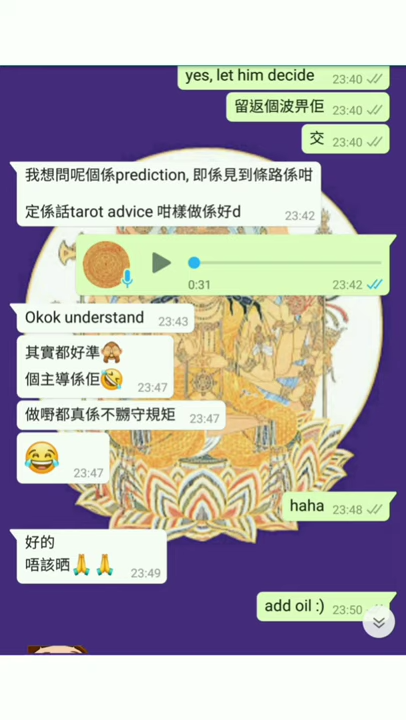 yes, let him decide 23:40
留返個波畀佢 23:40
交 23:40
我想問呢個係prediction, 即係見到條路係咁
定係話tarot advice 咁樣做係好d 23:42
0:31 23:42
Okok understand 23:43
其實都好準🙈
個主導係佢🤣 23:47
做嘢都真係不嬲守規矩 23:47
😂 23:47
haha 23:48
好的
唔該晒🙏🙏 23:49
add oil :) 23:50